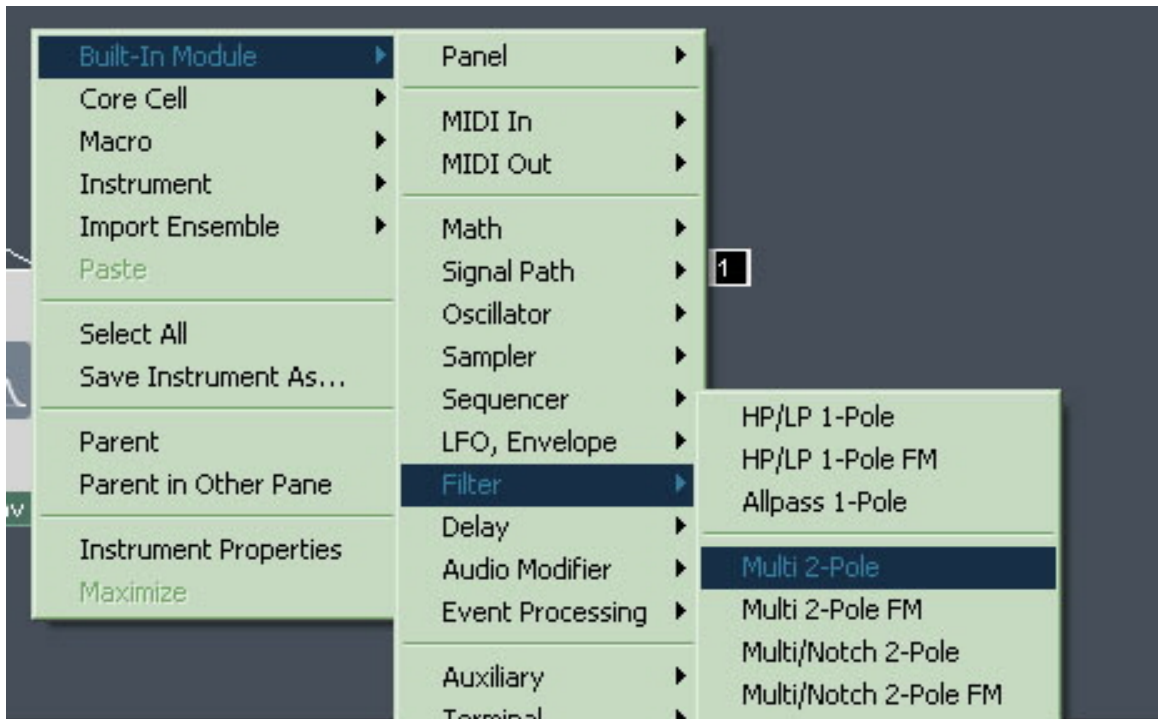 Built-In Module
Core Cell
Macro
Instrument
Import Ensemble
Paste
Select All
Save Instrument As...
Parent
Parent in Other Pane
Instrument Properties
Maximize
Panel
MIDI In
MIDI Out
Math
Signal Path
Oscillator
Sampler
Sequencer
LFO, Envelope
Filter
Delay
Audio Modifier
Event Processing
Auxiliary
Terminal
1
HP/LP 1-Pole
HP/LP 1-Pole FM
Allpass 1-Pole
Multi 2-Pole
Multi 2-Pole FM
Multi/Notch 2-Pole
Multi/Notch 2-Pole FM